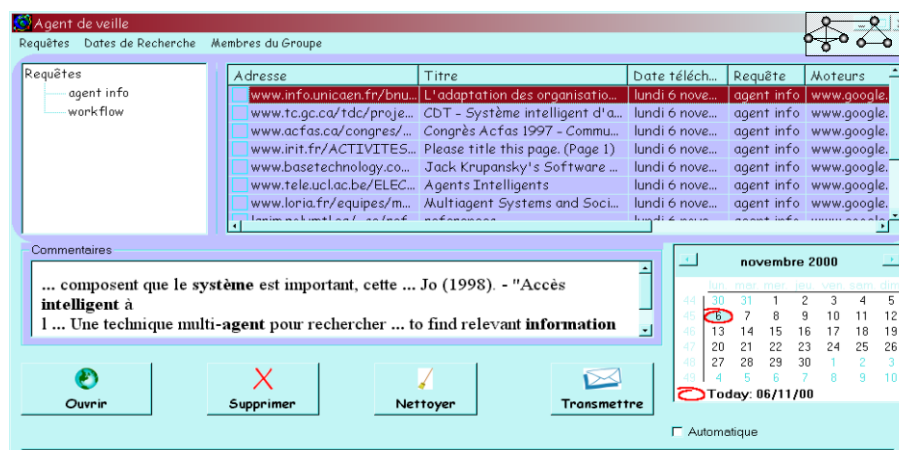 Agent de veille
Requêtes Dates de Recherche Membres du Groupe
Requêtes
agent info
workflow
Adresse Titre Date téléch... Requête Moteurs
www.info.unicaen.fr/bnu... L'adaptation des organisatio... lundi 6 nove... agent info www.google.
www.tc.gc.ca/tdc/proje... CDT - Système intelligent d'a... lundi 6 nove... agent info www.google.
www.acfas.ca/congres/... Congrès Acfas 1997 - Commu... lundi 6 nove... agent info www.google.
www.irit.fr/ACTIVITES... Please title this page. (Page 1) lundi 6 nove... agent info www.google.
www.basetechnology.co... Jack Krupansky's Software ... lundi 6 nove... agent info www.google.
www.tele.ucl.ac.be/ELEC... Agents Intelligents lundi 6 nove... agent info www.google.
www.loria.fr/equipes/m... Multiagent Systems and Soci... lundi 6 nove... agent info www.google.
Commentaires
... composent que le système est important, cette ... Jo (1998). - "Accès
intelligent à
l ... Une technique multi-agent pour rechercher ... to find relevant information
Ouvrir Supprimer Nettoyer Transmettre
novembre 2000
lun. mar. mer. jeu. ven. sam. dim.
44 30 31 1 2 3 4 5
45 6 7 8 9 10 11 12
46 13 14 15 16 17 18 19
47 20 21 22 23 24 25 26
48 27 28 29 30 1 2 3
49 4 5 6 7 8 9 10
Today: 06/11/00
Automatique